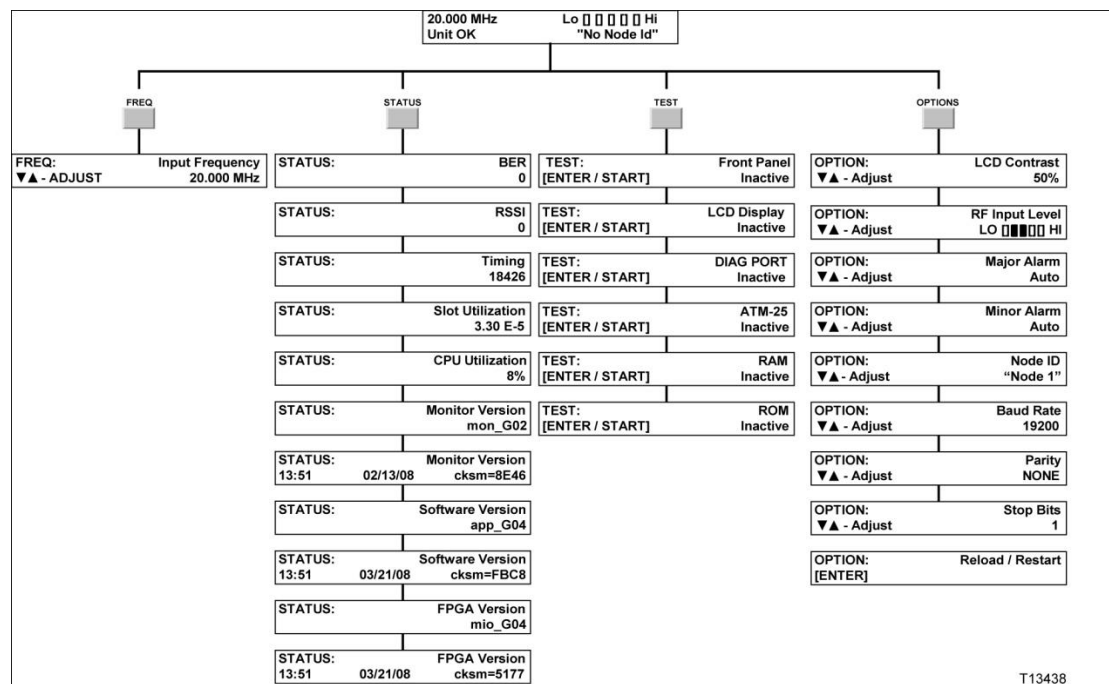 20.000 MHz Lo ▯▯▯▯▯ Hi
Unit OK "No Node Id"
FREQ
STATUS
TEST
OPTIONS
FREQ: Input Frequency
▼▲ - ADJUST 20.000 MHz
STATUS: BER
0
STATUS: RSSI
0
STATUS: Timing
18426
STATUS: Slot Utilization
3.30 E-5
STATUS: CPU Utilization
8%
STATUS: Monitor Version
mon_G02
STATUS: Monitor Version
13:51 02/13/08 cksm=8E46
STATUS: Software Version
app_G04
STATUS: Software Version
13:51 03/21/08 cksm=FBC8
STATUS: FPGA Version
mio_G04
STATUS: FPGA Version
13:51 03/21/08 cksm=5177
TEST: Front Panel
[ENTER / START] Inactive
TEST: LCD Display
[ENTER / START] Inactive
TEST: DIAG PORT
[ENTER / START] Inactive
TEST: ATM-25
[ENTER / START] Inactive
TEST: RAM
[ENTER / START] Inactive
TEST: ROM
[ENTER / START] Inactive
OPTION: LCD Contrast
▼▲ - Adjust 50%
OPTION: RF Input Level
▼▲ - Adjust LO ▯▮▮▯▯ HI
OPTION: Major Alarm
▼▲ - Adjust Auto
OPTION: Minor Alarm
▼▲ - Adjust Auto
OPTION: Node ID
▼▲- Adjust “Node 1”
OPTION: Baud Rate
▼▲ - Adjust 19200
OPTION: Parity
▼▲ - Adjust NONE
OPTION: Stop Bits
▼▲ - Adjust 1
OPTION: Reload / Restart
[ENTER]
T13438